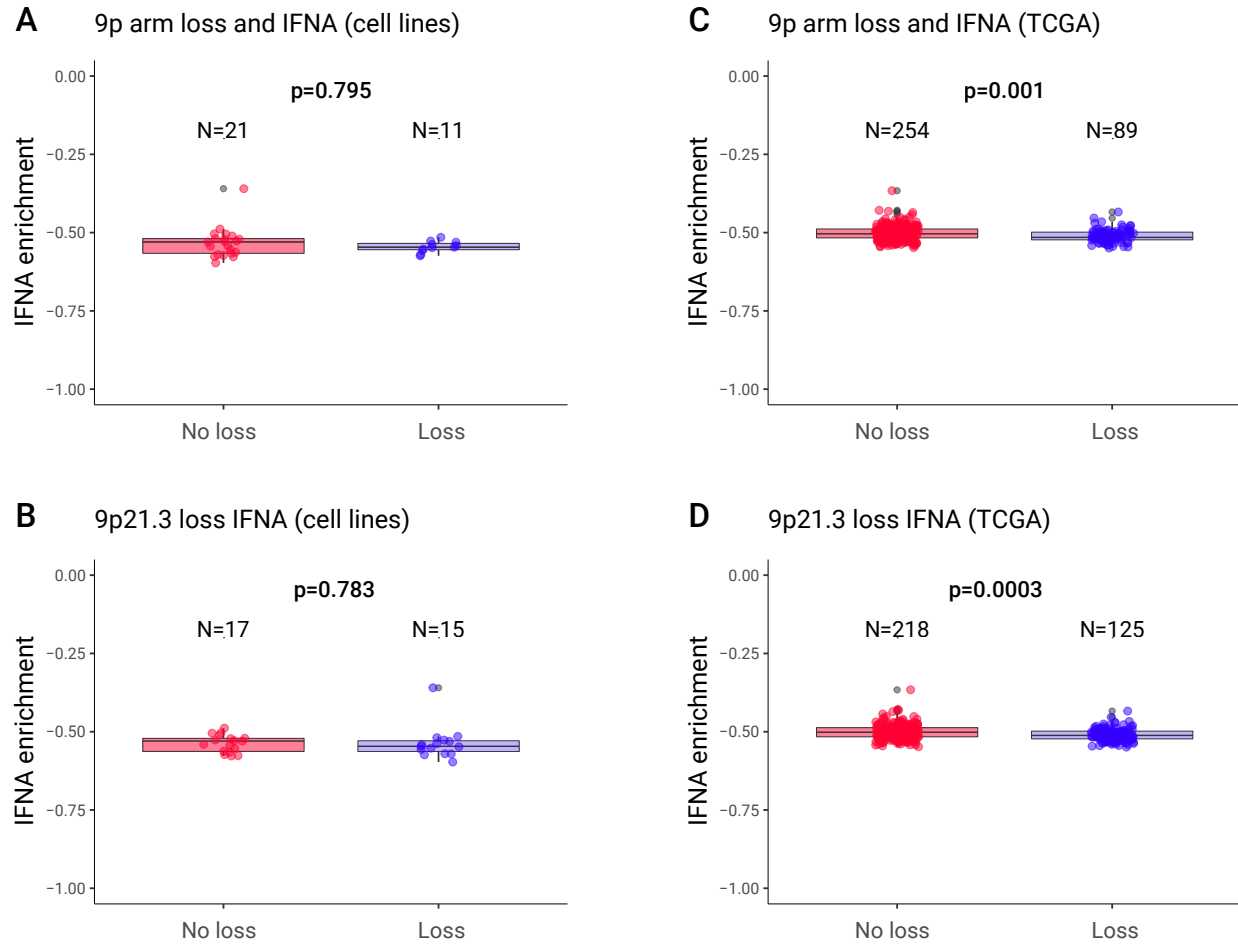 A
9p arm loss and IFNA (cell lines)
IFNA enrichment
0.00
−0.25
−0.50
−0.75
−1.00
p=0.795
N=21
N=11
No loss
Loss
C
9p arm loss and IFNA (TCGA)
IFNA enrichment
0.00
−0.25
−0.50
−0.75
−1.00
p=0.001
N=254
N=89
No loss
Loss
B
9p21.3 loss IFNA (cell lines)
IFNA enrichment
0.00
−0.25
−0.50
−0.75
−1.00
p=0.783
N=17
N=15
No loss
Loss
D
9p21.3 loss IFNA (TCGA)
IFNA enrichment
0.00
−0.25
−0.50
−0.75
−1.00
p=0.0003
N=218
N=125
No loss
Loss